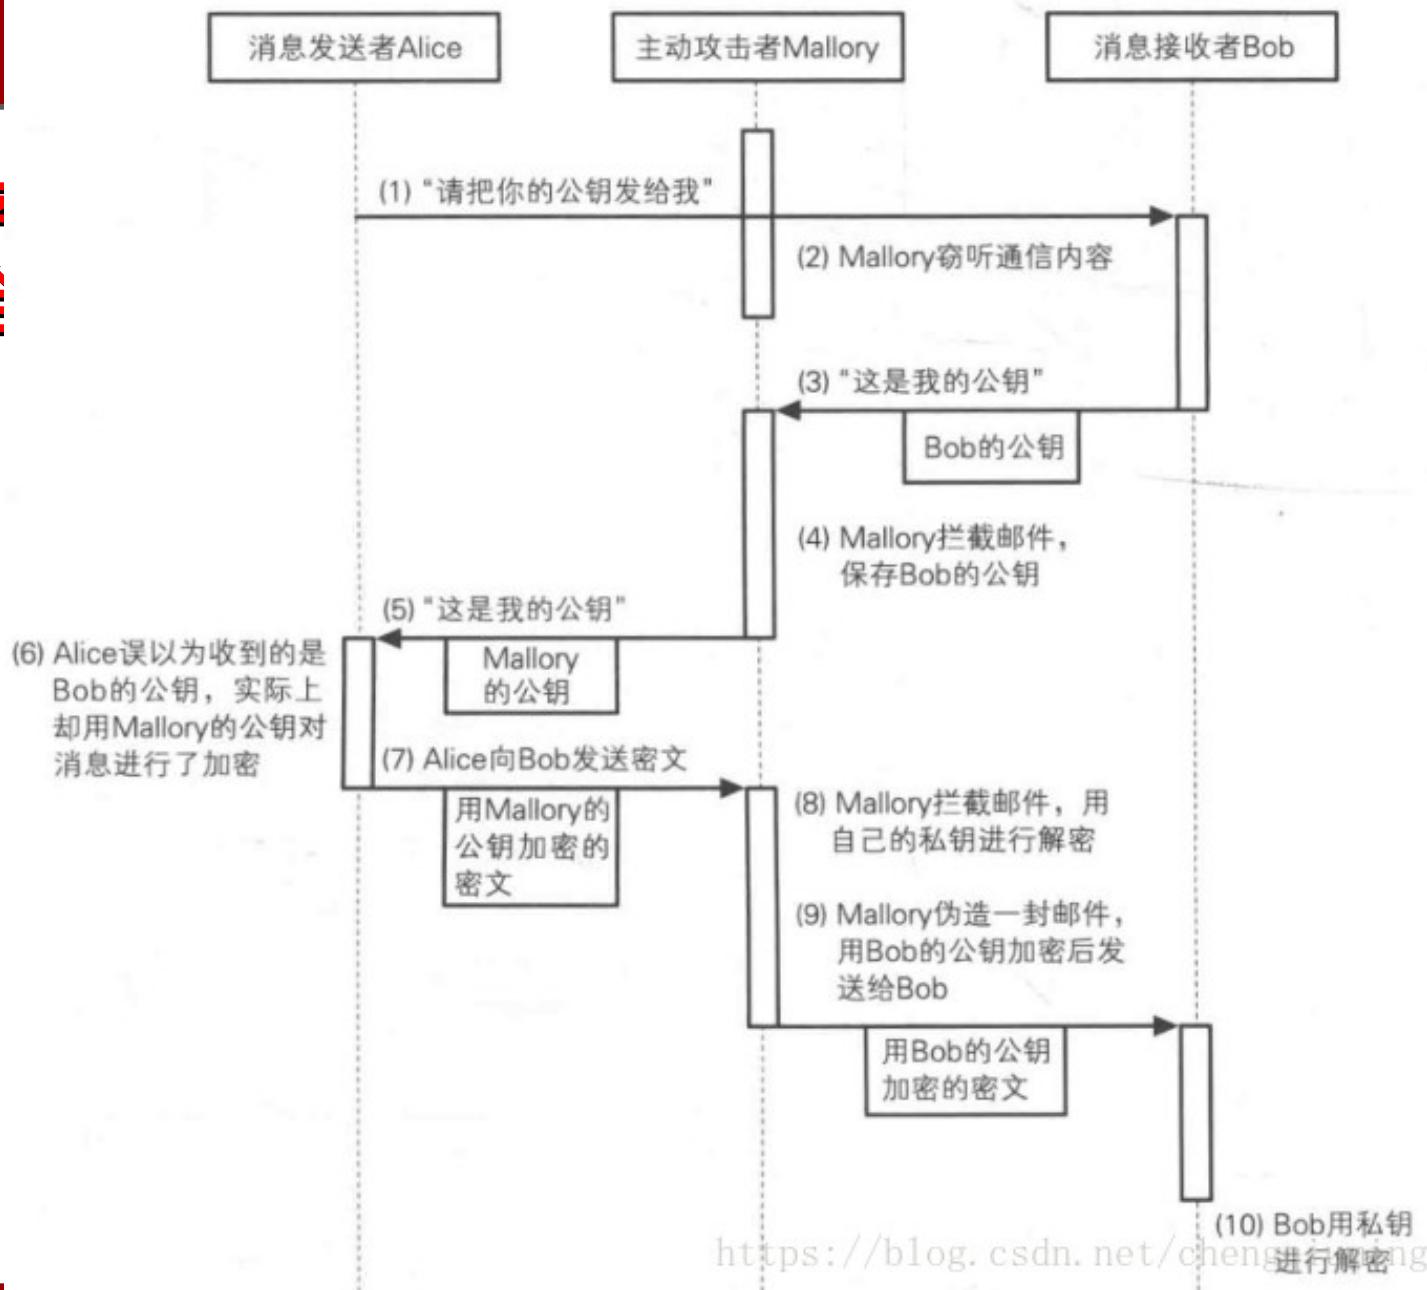 消息发送者Alice
主动攻击者Mallory
消息接收者Bob
(1) “请把你的公钥发给我”
(2) Mallory窃听通信内容
(3) “这是我的公钥”
Bob的公钥
(4) Mallory拦截邮件，
保存Bob的公钥
(5) “这是我的公钥”
Mallory
的公钥
(6) Alice误以为收到的是
Bob的公钥，实际上
却用Mallory的公钥对
消息进行了加密
(7) Alice向Bob发送密文
用Mallory的
公钥加密的
密文
(8) Mallory拦截邮件，用
自己的私钥进行解密
(9) Mallory伪造一封邮件，
用Bob的公钥加密后发
送给Bob
用Bob的公钥
加密的密文
(10) Bob用私钥
进行解密
https://blog.csdn.net/